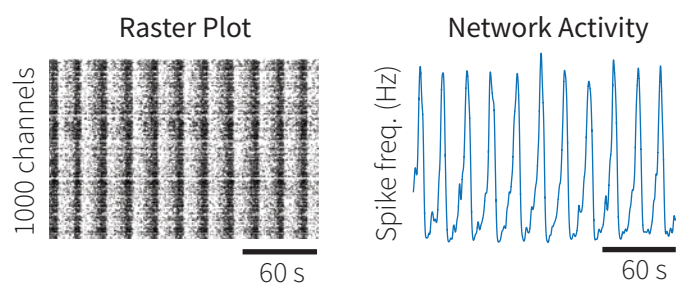 Raster Plot
1000 channels
60 s
Network Activity
Spike freq. (Hz)
60 s